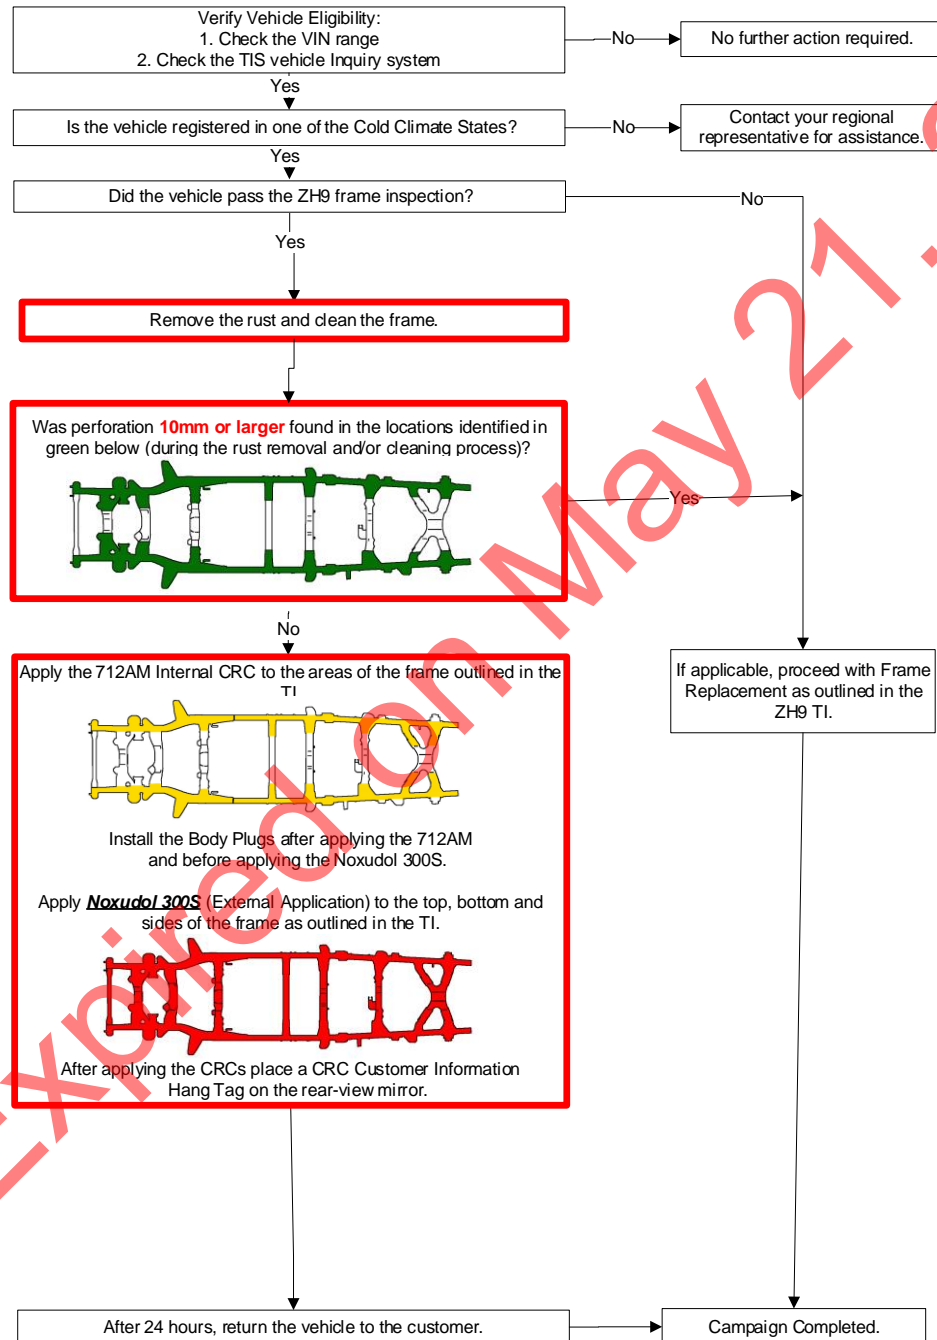 Verify Vehicle Eligibility:
1. Check the VIN range
2. Check the TIS vehicle Inquiry system
No
No further action required.
Yes
Is the vehicle registered in one of the Cold Climate States?
No
Contact your regional
representative for assistance.
Yes
Did the vehicle pass the ZH9 frame inspection?
No
Yes
Remove the rust and clean the frame.
Was perforation 10mm or larger found in the locations identified in
green below (during the rust removal and/or cleaning process)?
Yes
No
Apply the 712AM Internal CRC to the areas of the frame outlined in the
TI
If applicable, proceed with Frame
Replacement as outlined in the
ZH9 TI.
Install the Body Plugs after applying the 712AM
and before applying the Noxudol 300S.
Apply Noxudol 300S (External Application) to the top, bottom and
sides of the frame as outlined in the TI.
After applying the CRCs place a CRC Customer Information
Hang Tag on the rear-view mirror.
After 24 hours, return the vehicle to the customer.
Campaign Completed.
Expired on May 21.